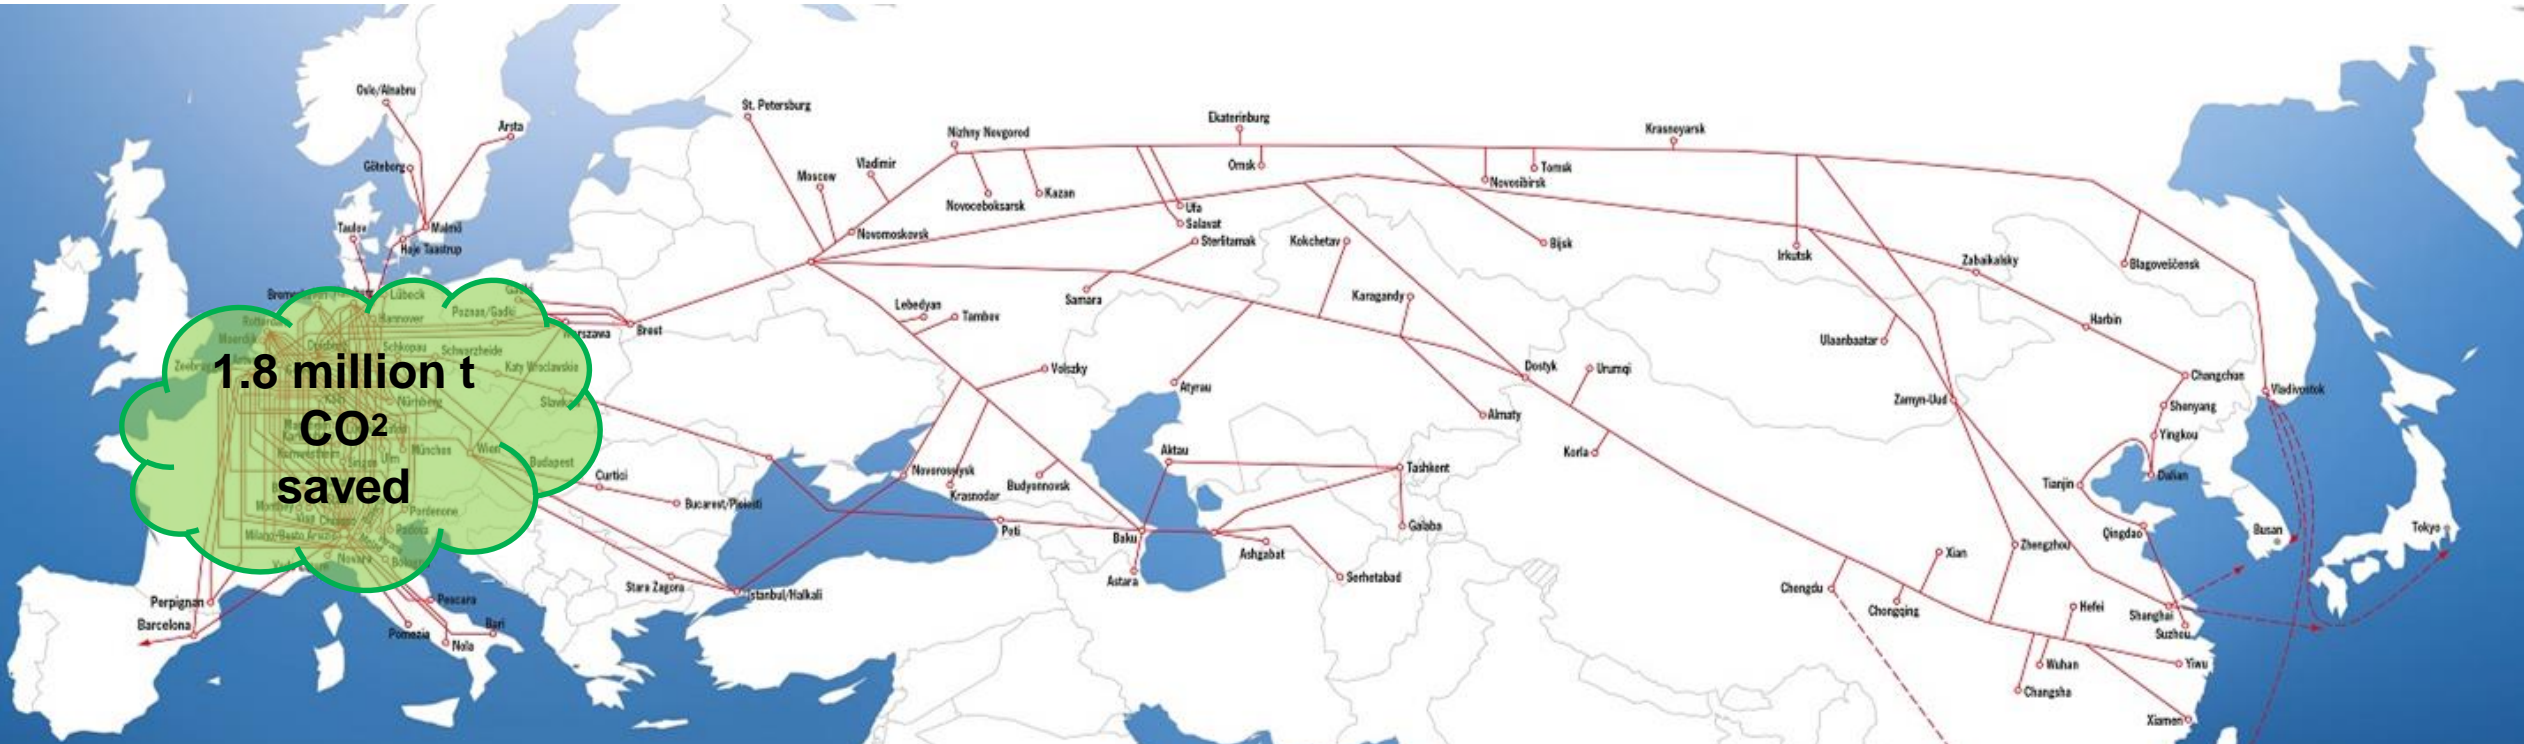 Oslo/Alnabru
Arsta
Göteborg
Taulov
Malmö
Høje Taastrup
St. Petersburg
Moscow
Vladimir
Nizhny Novgorod
Novoceboksarsk
Kazan
Novomoskovsk
Ekaterinburg
Omsk
Ufa
Salavat
Sterlitamak
Kokchetav
Novosibirsk
Tomsk
Bijsk
Krasnoyarsk
Irkutsk
Zabaikalsky
Blagoveščensk
Lübeck
Hannover
Poznan/Gadki
Brest
Schkopau
Schwarzheide
Katy Wroclawskie
Nürnberg
München
Ulm
Wien
Budapest
1.8 million t
CO2
saved
Pordenone
Padova
Novara
Lebedyan
Tambov
Samara
Karagandy
Volszky
Atyrau
Dostyk
Urumqi
Almaty
Korla
Ulaanbaatar
Zamyn-Uud
Harbin
Changchun
Shenyang
Yingkou
Dalian
Vladivostok
Tianjin
Qingdao
Busan
Tokyo
Curtici
Bucarest/Ploiesti
Novorossiysk
Krasnodar
Budyonnovsk
Aktau
Tashkent
Galaba
Poti
Baku
Astara
Ashgabat
Serhetabad
Stara Zagora
Istanbul/Halkali
Perpignan
Barcelona
Pescara
Pomezia
Nola
Bari
Zhengzhou
Xian
Chengdu
Chongqing
Hefei
Shanghai
Suzhou
Wuhan
Changsha
Yiwu
Xiamen